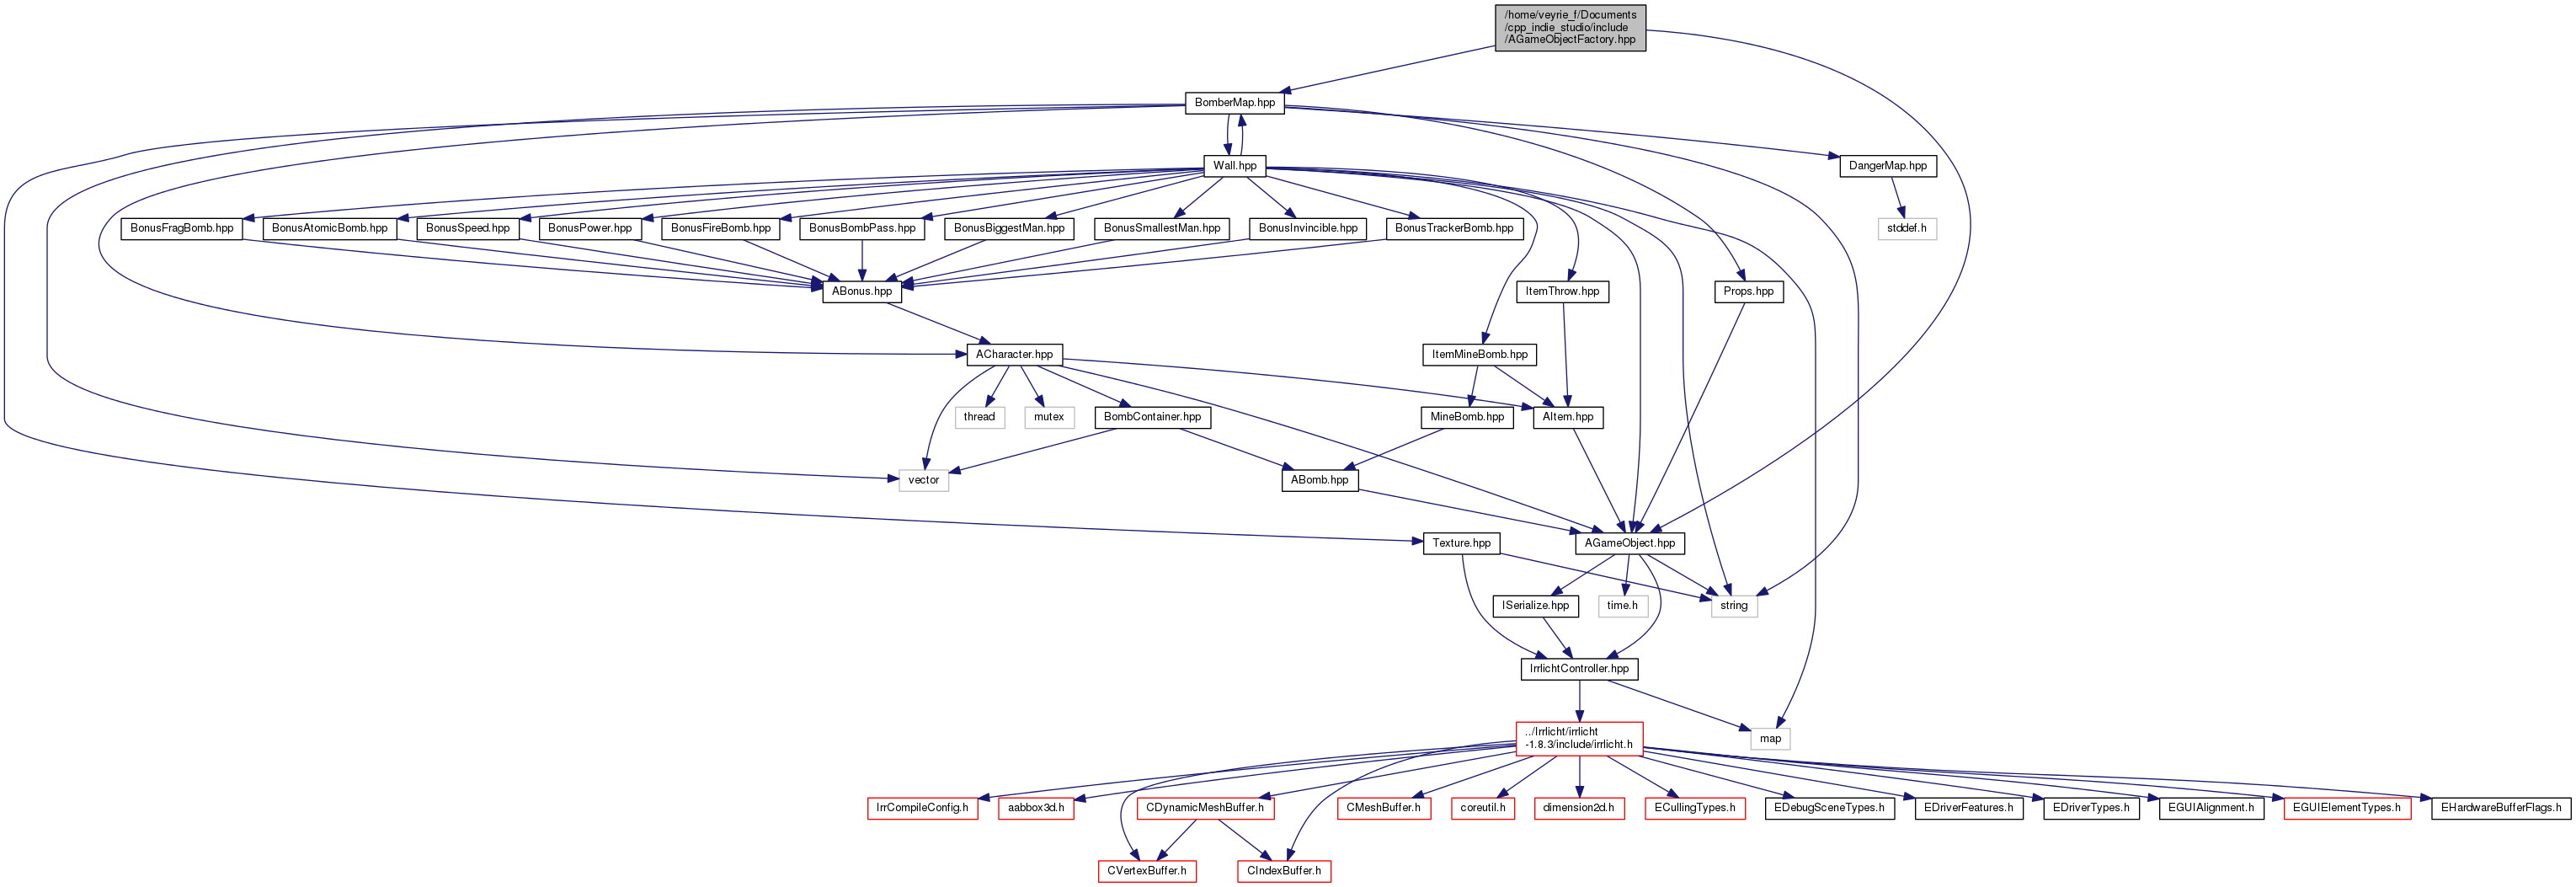 /home/veyrie_f/Documents
/cpp_indie_studio/include
/AGameObjectFactory.hpp
BomberMap.hpp
Wall.hpp
DangerMap.hpp
BonusFragBomb.hpp
BonusAtomicBomb.hpp
BonusSpeed.hpp
BonusPower.hpp
BonusFireBomb.hpp
BonusBombPass.hpp
BonusBiggestMan.hpp
BonusSmallestMan.hpp
BonusInvincible.hpp
BonusTrackerBomb.hpp
stddef.h
ABonus.hpp
ItemThrow.hpp
Props.hpp
ACharacter.hpp
ItemMineBomb.hpp
thread
mutex
BombContainer.hpp
MineBomb.hpp
AItem.hpp
vector
ABomb.hpp
Texture.hpp
AGameObject.hpp
ISerialize.hpp
time.h
string
IrrlichtController.hpp
../Irrlicht/irrlicht
-1.8.3/include/irrlicht.h
map
IrrCompileConfig.h
aabbox3d.h
CDynamicMeshBuffer.h
CMeshBuffer.h
coreutil.h
dimension2d.h
ECullingTypes.h
EDebugSceneTypes.h
EDriverFeatures.h
EDriverTypes.h
EGUIAlignment.h
EGUIElementTypes.h
EHardwareBufferFlags.h
CVertexBuffer.h
CIndexBuffer.h